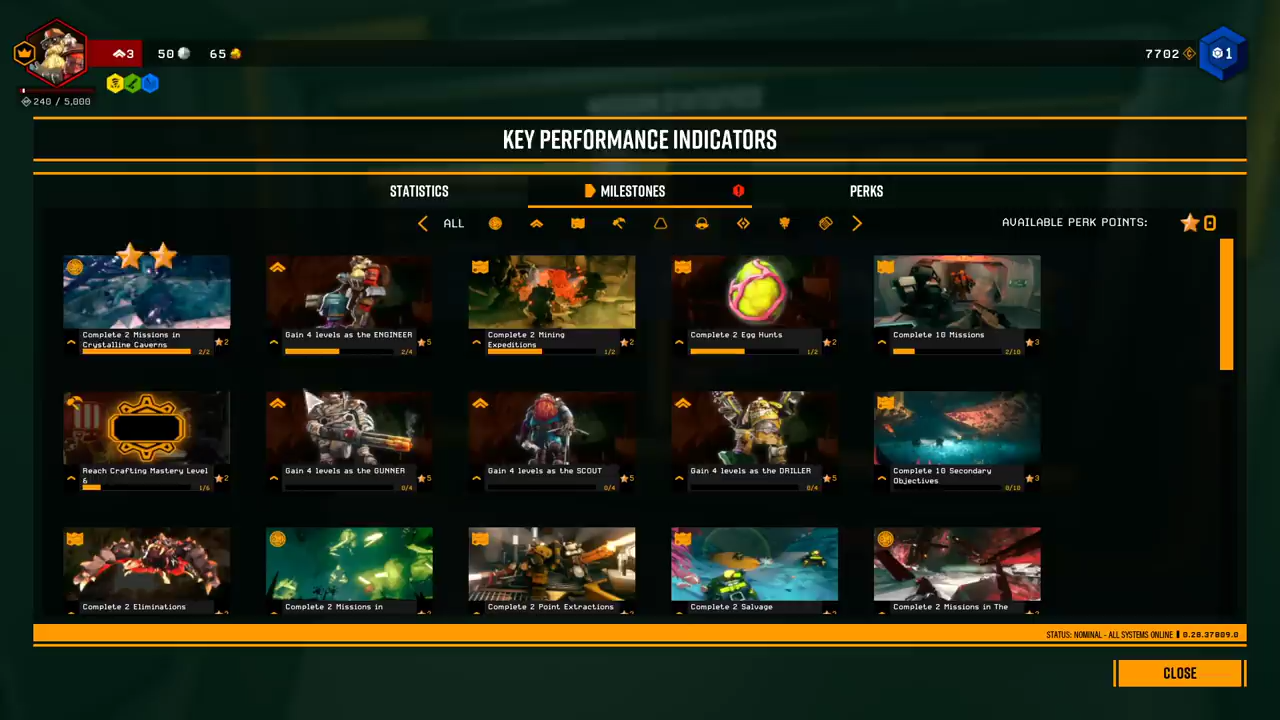 3 50 65
7702 1
240 / 5,000
KEY PERFORMANCE INDICATORS
STATISTICS MILESTONES ! PERKS
ALL
AVAILABLE PERK POINTS: 0
Complete 2 Missions in
Crystalline Caverns
2
2/2
Gain 4 levels as the ENGINEER
5
2/4
Complete 2 Mining
Expeditions
2
1/2
Complete 2 Egg Hunts
2
1/2
Complete 10 Missions
3
2/10
Reach Crafting Mastery Level
6
2
1/6
Gain 4 levels as the GUNNER
5
0/4
Gain 4 levels as the SCOUT
5
0/4
Gain 4 levels as the DRILLER
5
0/4
Complete 10 Secondary
Objectives
3
0/10
Complete 2 Eliminations
Complete 2 Missions in
Complete 2 Point Extractions
Complete 2 Salvage
Complete 2 Missions in The
STATUS: NOMINAL - ALL SYSTEMS ONLINE 0.28.37809.0
CLOSE